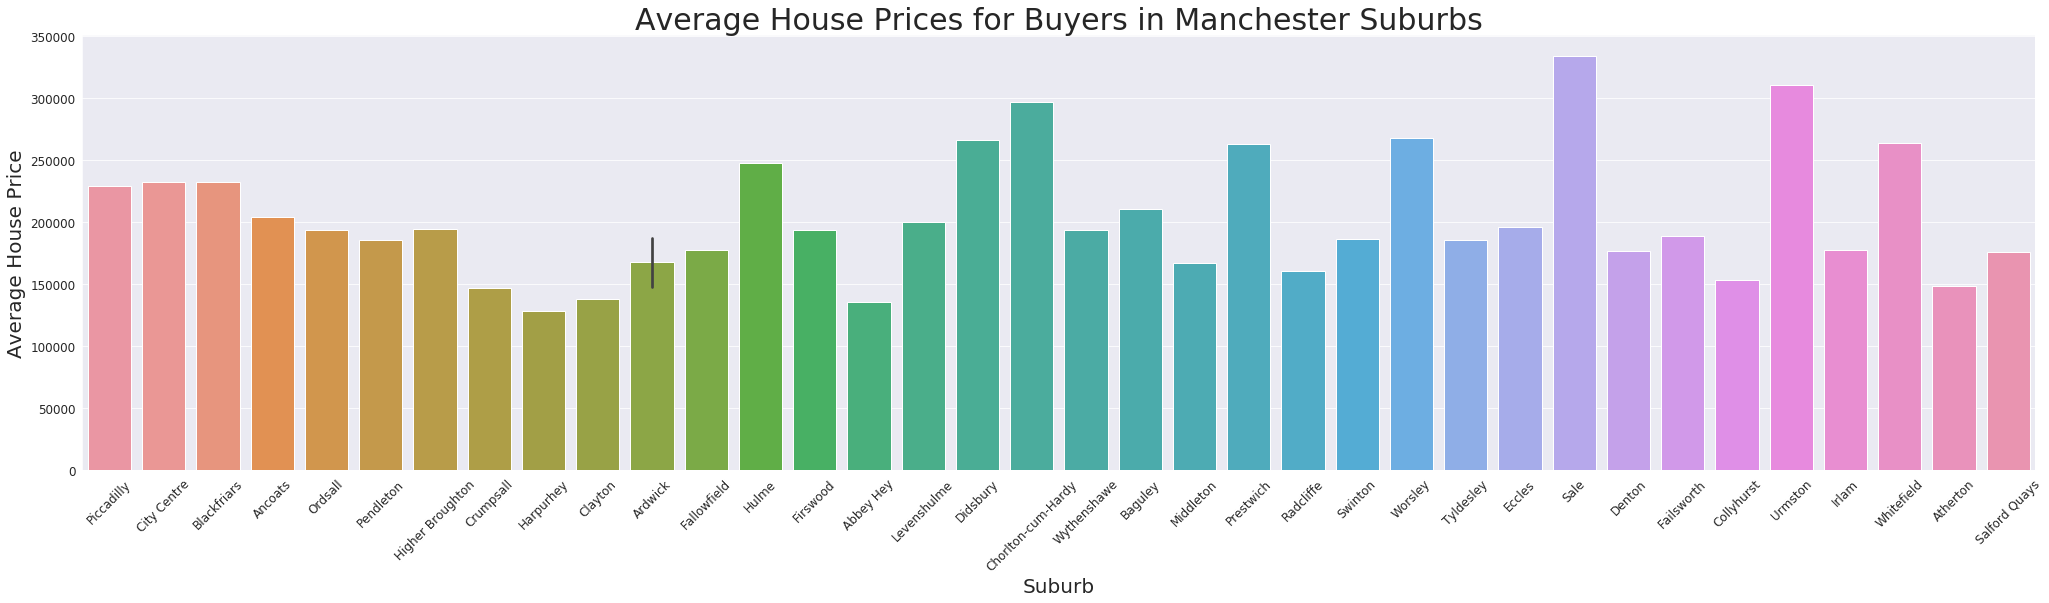 Average House Prices for Buyers in Manchester Suburbs
Average House Price
350000
300000
250000
200000
150000
100000
50000
0
Piccadilly
City Centre
Blackfriars
Ancoats
Ordsall
Pendleton
Higher Broughton
Crumpsall
Harpurhey
Clayton
Ardwick
Fallowfield
Hulme
Firswood
Abbey Hey
Levenshulme
Didsbury
Chorlton-cum-Hardy
Wythenshawe
Baguley
Middleton
Prestwich
Radcliffe
Swinton
Worsley
Tyldesley
Eccles
Sale
Denton
Failsworth
Collyhurst
Urmston
Irlam
Whitefield
Atherton
Salford Quays
Suburb